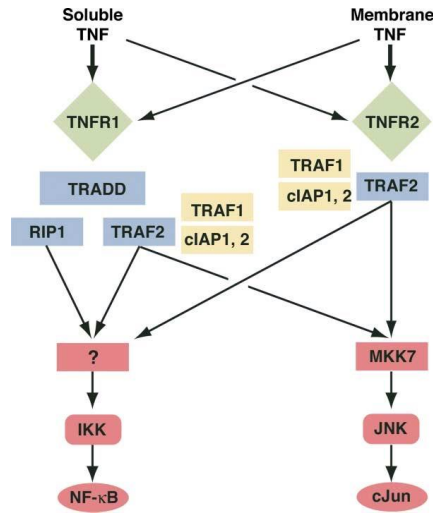 Soluble
TNF
Membrane
TNF
TNFR1
TNFR2
TRADD
TRAF1
cIAP1, 2
TRAF2
RIP1
TRAF2
TRAF1
cIAP1, 2
?
MKK7
IKK
JNK
NF-κB
cJun